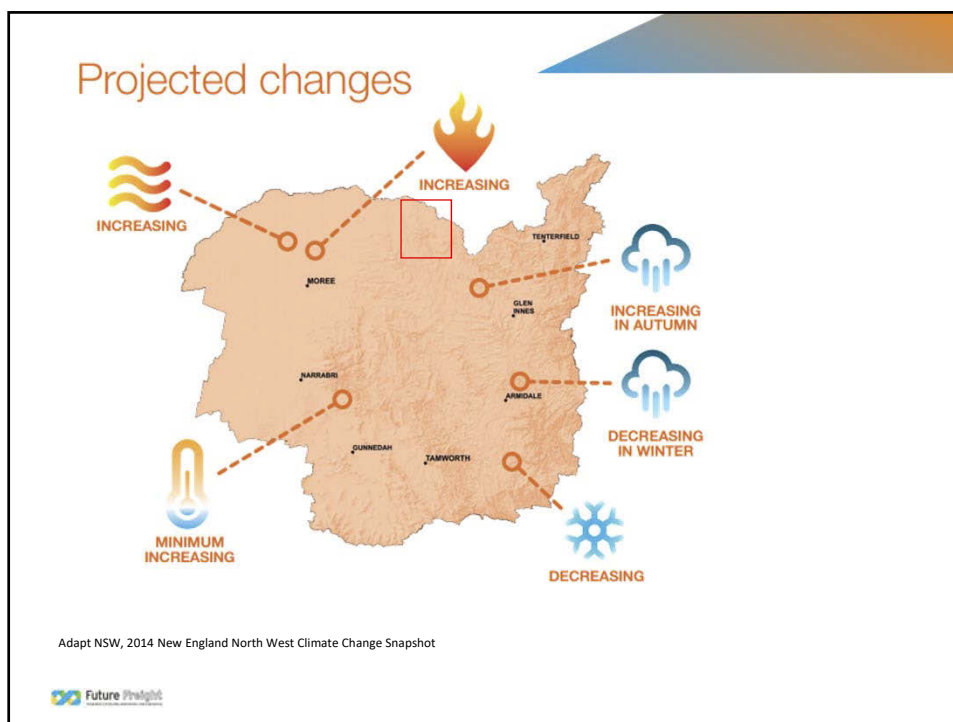 Projected changes
INCREASING
INCREASING
TENTERFIELD
MOREE
GLEN
INNES
INCREASING
IN AUTUMN
NARRABRI
ARMIDALE
DECREASING
IN WINTER
GUNNEDAH
TAMWORTH
MINIMUM
INCREASING
DECREASING
Adapt NSW, 2014 New England North West Climate Change Snapshot
Future Freight